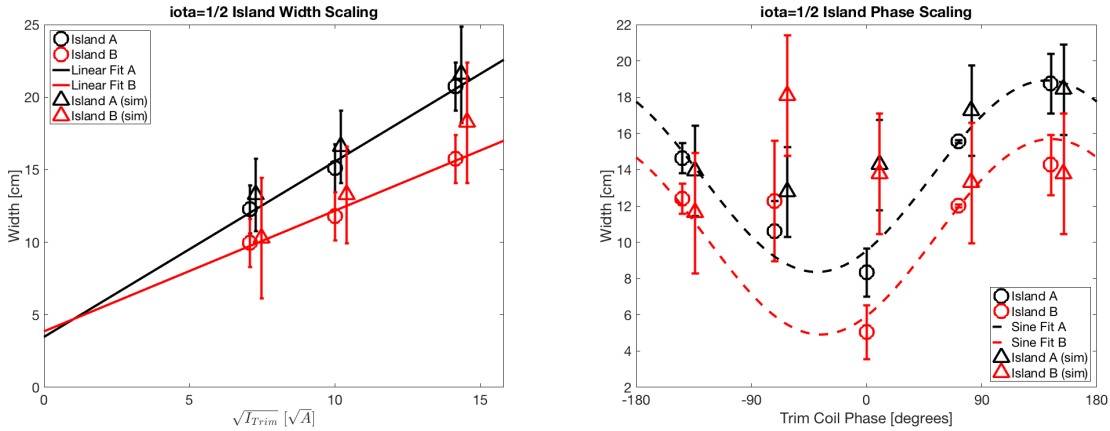 iota=1/2 Island Width Scaling
Width [cm]
25
20
15
10
5
0
Island A
Island B
Linear Fit A
Linear Fit B
Island A (sim)
Island B (sim)
0
5
10
15
√I_Trim [√A]
iota=1/2 Island Phase Scaling
Width [cm]
22
20
18
16
14
12
10
8
6
4
2
Island A
Island B
Sine Fit A
Sine Fit B
Island A (sim)
Island B (sim)
-180
-90
0
90
180
Trim Coil Phase [degrees]